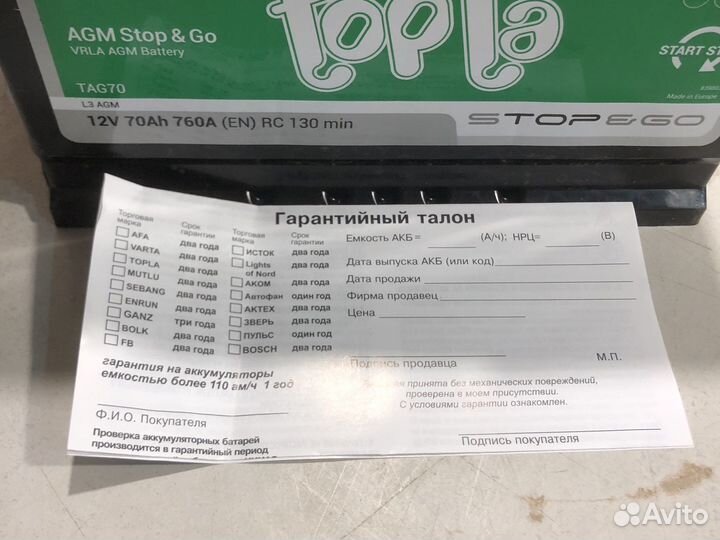 topla
AGM Stop & Go
VRLA AGM Battery
START ST
TAG70
L3 AGM
Made in Europe
12V 70Ah 760A (EN) RC 130 min
STOP&GO
Гарантийный талон
Торговая марка Срок гарантии Торговая марка Срок гарантии
AFA два года ИСТОК два года
VARTA два года Lights of Nord два года
TOPLA два года АКОМ два года
MUTLU два года Автофан один год
SEBANG два года АКТЕХ два года
ENRUN два года ЗВЕРЬ два года
GANZ три года ПУЛЬС один год
BOLK два года BOSCH два года
FB два года
Емкость АКБ = (А/ч); НРЦ= (В)
Дата выпуска АКБ (или код)
Дата продажи
Фирма продавец
Цена
Подпись продавца М.П.
гарантия на аккумуляторы
емкостью более 110 ам/ч 1 год
принята без механических повреждений,
проверена в моем присутствии.
С условиями гарантии ознакомлен.
Ф.И.О. Покупателя
Подпись покупателя
Проверка аккумуляторных батарей
производится в гарантийный период
Avito